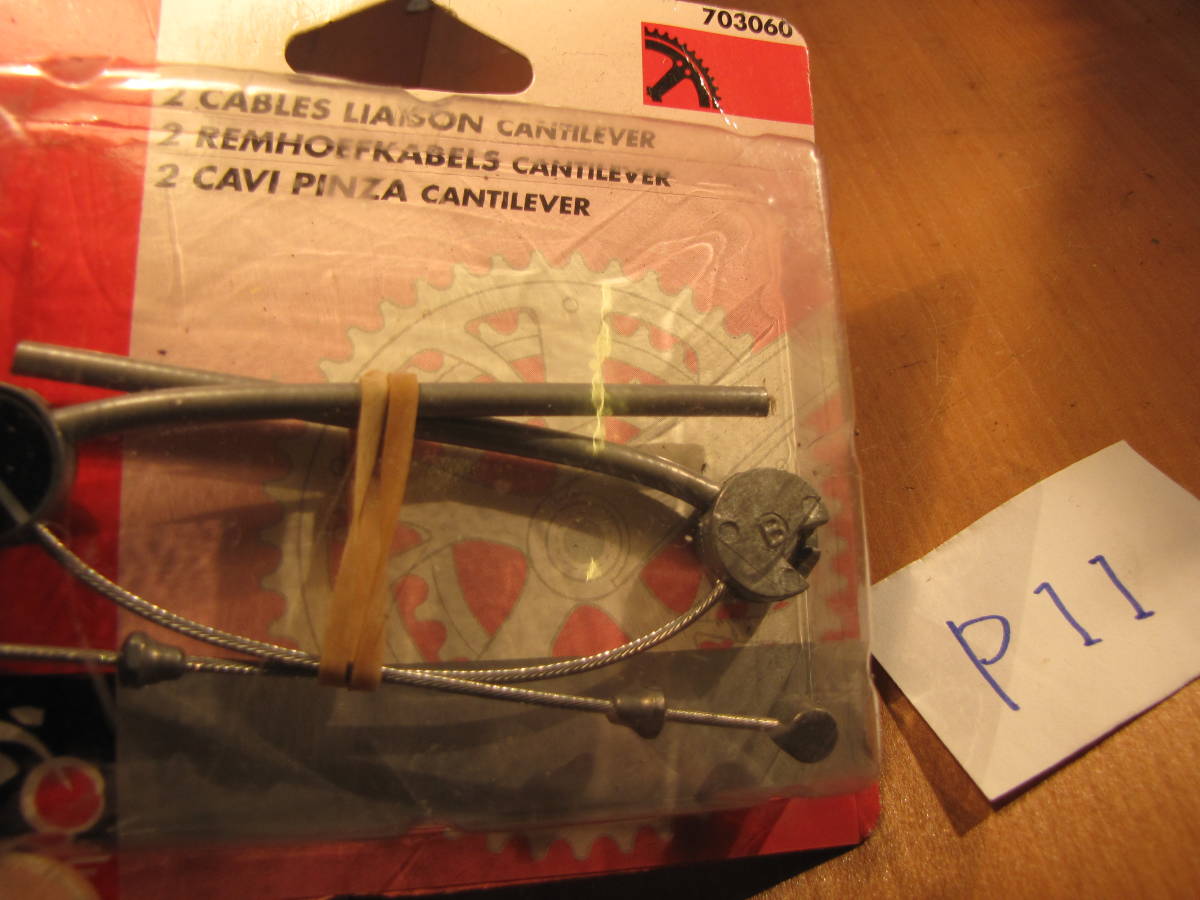 703060
2 CABLES LIAISON CANTILEVER
2 REMHOEFKABELS CANTILEVER
2 CAVI PINZA CANTILEVER
B
P11